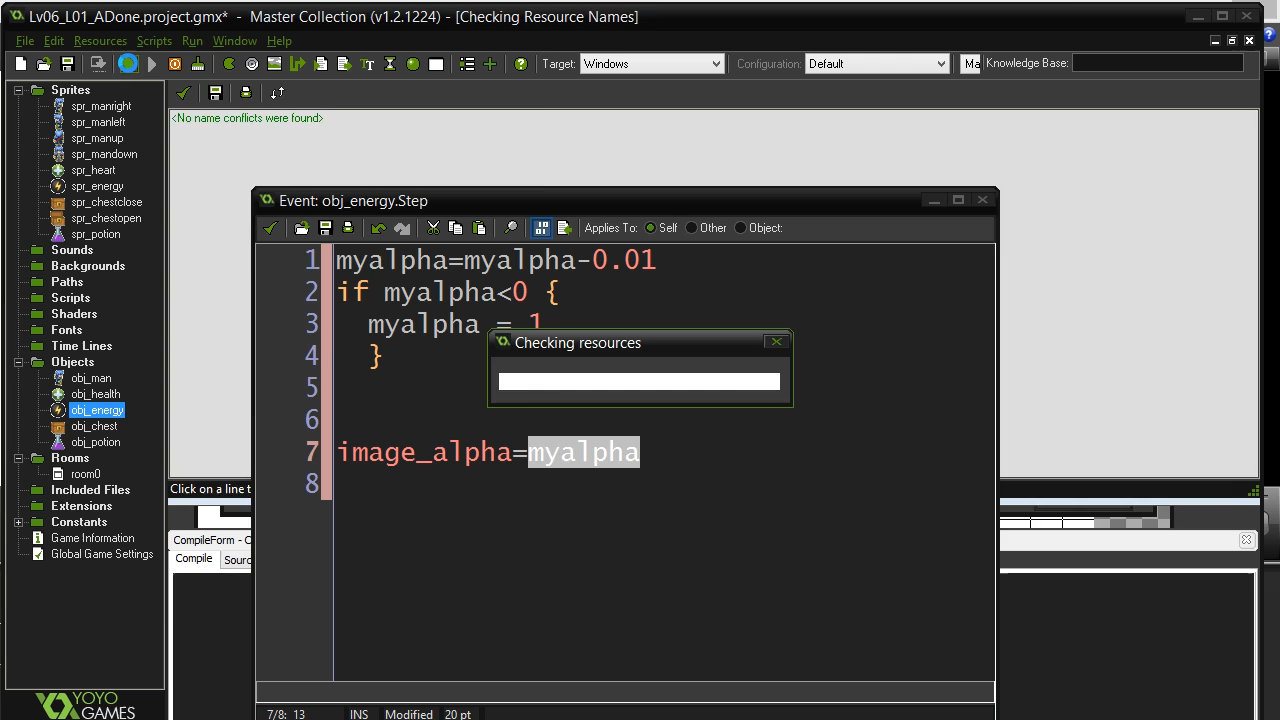 Lv06_L01_ADone.project.gmx* - Master Collection (v1.2.1224) - [Checking Resource Names]
File Edit Resources Scripts Run Window Help
Target: Windows Configuration: Default Ma Knowledge Base:
Sprites
spr_manright
spr_manleft
spr_manup
spr_mandown
spr_heart
spr_energy
spr_chestclose
spr_chestopen
spr_potion
Sounds
Backgrounds
Paths
Scripts
Shaders
Fonts
Time Lines
Objects
obj_man
obj_health
obj_energy
obj_chest
obj_potion
Rooms
room0
Included Files
Extensions
Constants
Game Information
Global Game Settings
YOYO
GAMES
<No name conflicts were found>
Event: obj_energy.Step
Applies To: Self Other Object:
1 myalpha=myalpha-0.01
2 if myalpha<0 {
3 myalpha = 1
4 }
5
6
7 image_alpha=myalpha
8
Checking resources
Click on a line t
CompileForm - C
Compile Sourc
7/8: 13 INS Modified 20 pt